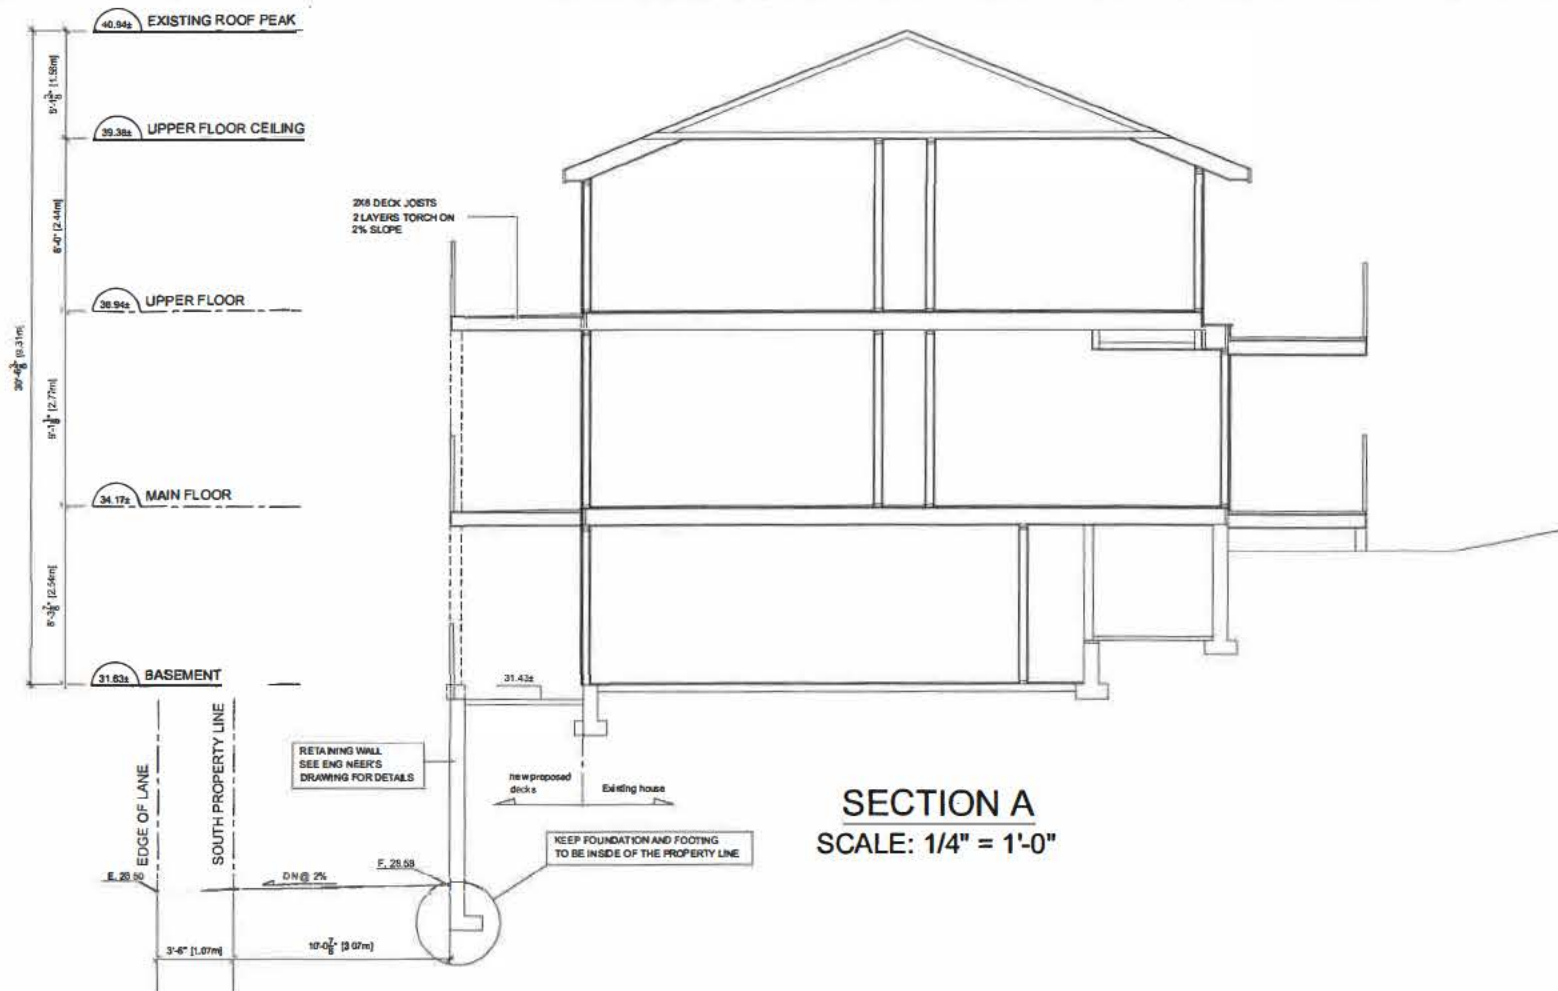 40.94± EXISTING ROOF PEAK
5'-1 3/8" [1.56m]
39.38± UPPER FLOOR CEILING
8'-0" [2.44m]
2X8 DECK JOISTS
2 LAYERS TORCH ON
2% SLOPE
36.94± UPPER FLOOR
30'-6 3/8" [9.31m]
9'-1 1/8" [2.77m]
34.17± MAIN FLOOR
8'-3 7/8" [2.54m]
31.63± BASEMENT
31.43±
EDGE OF LANE
SOUTH PROPERTY LINE
RETAINING WALL
SEE ENG NEER'S
DRAWING FOR DETAILS
new proposed
decks
Existing house
SECTION A
SCALE: 1/4" = 1'-0"
KEEP FOUNDATION AND FOOTING
TO BE INSIDE OF THE PROPERTY LINE
E. 28 50
DN@ 2%
F. 28.58
3'-6" [1.07m]
10'-0 7/8" [3 07m]